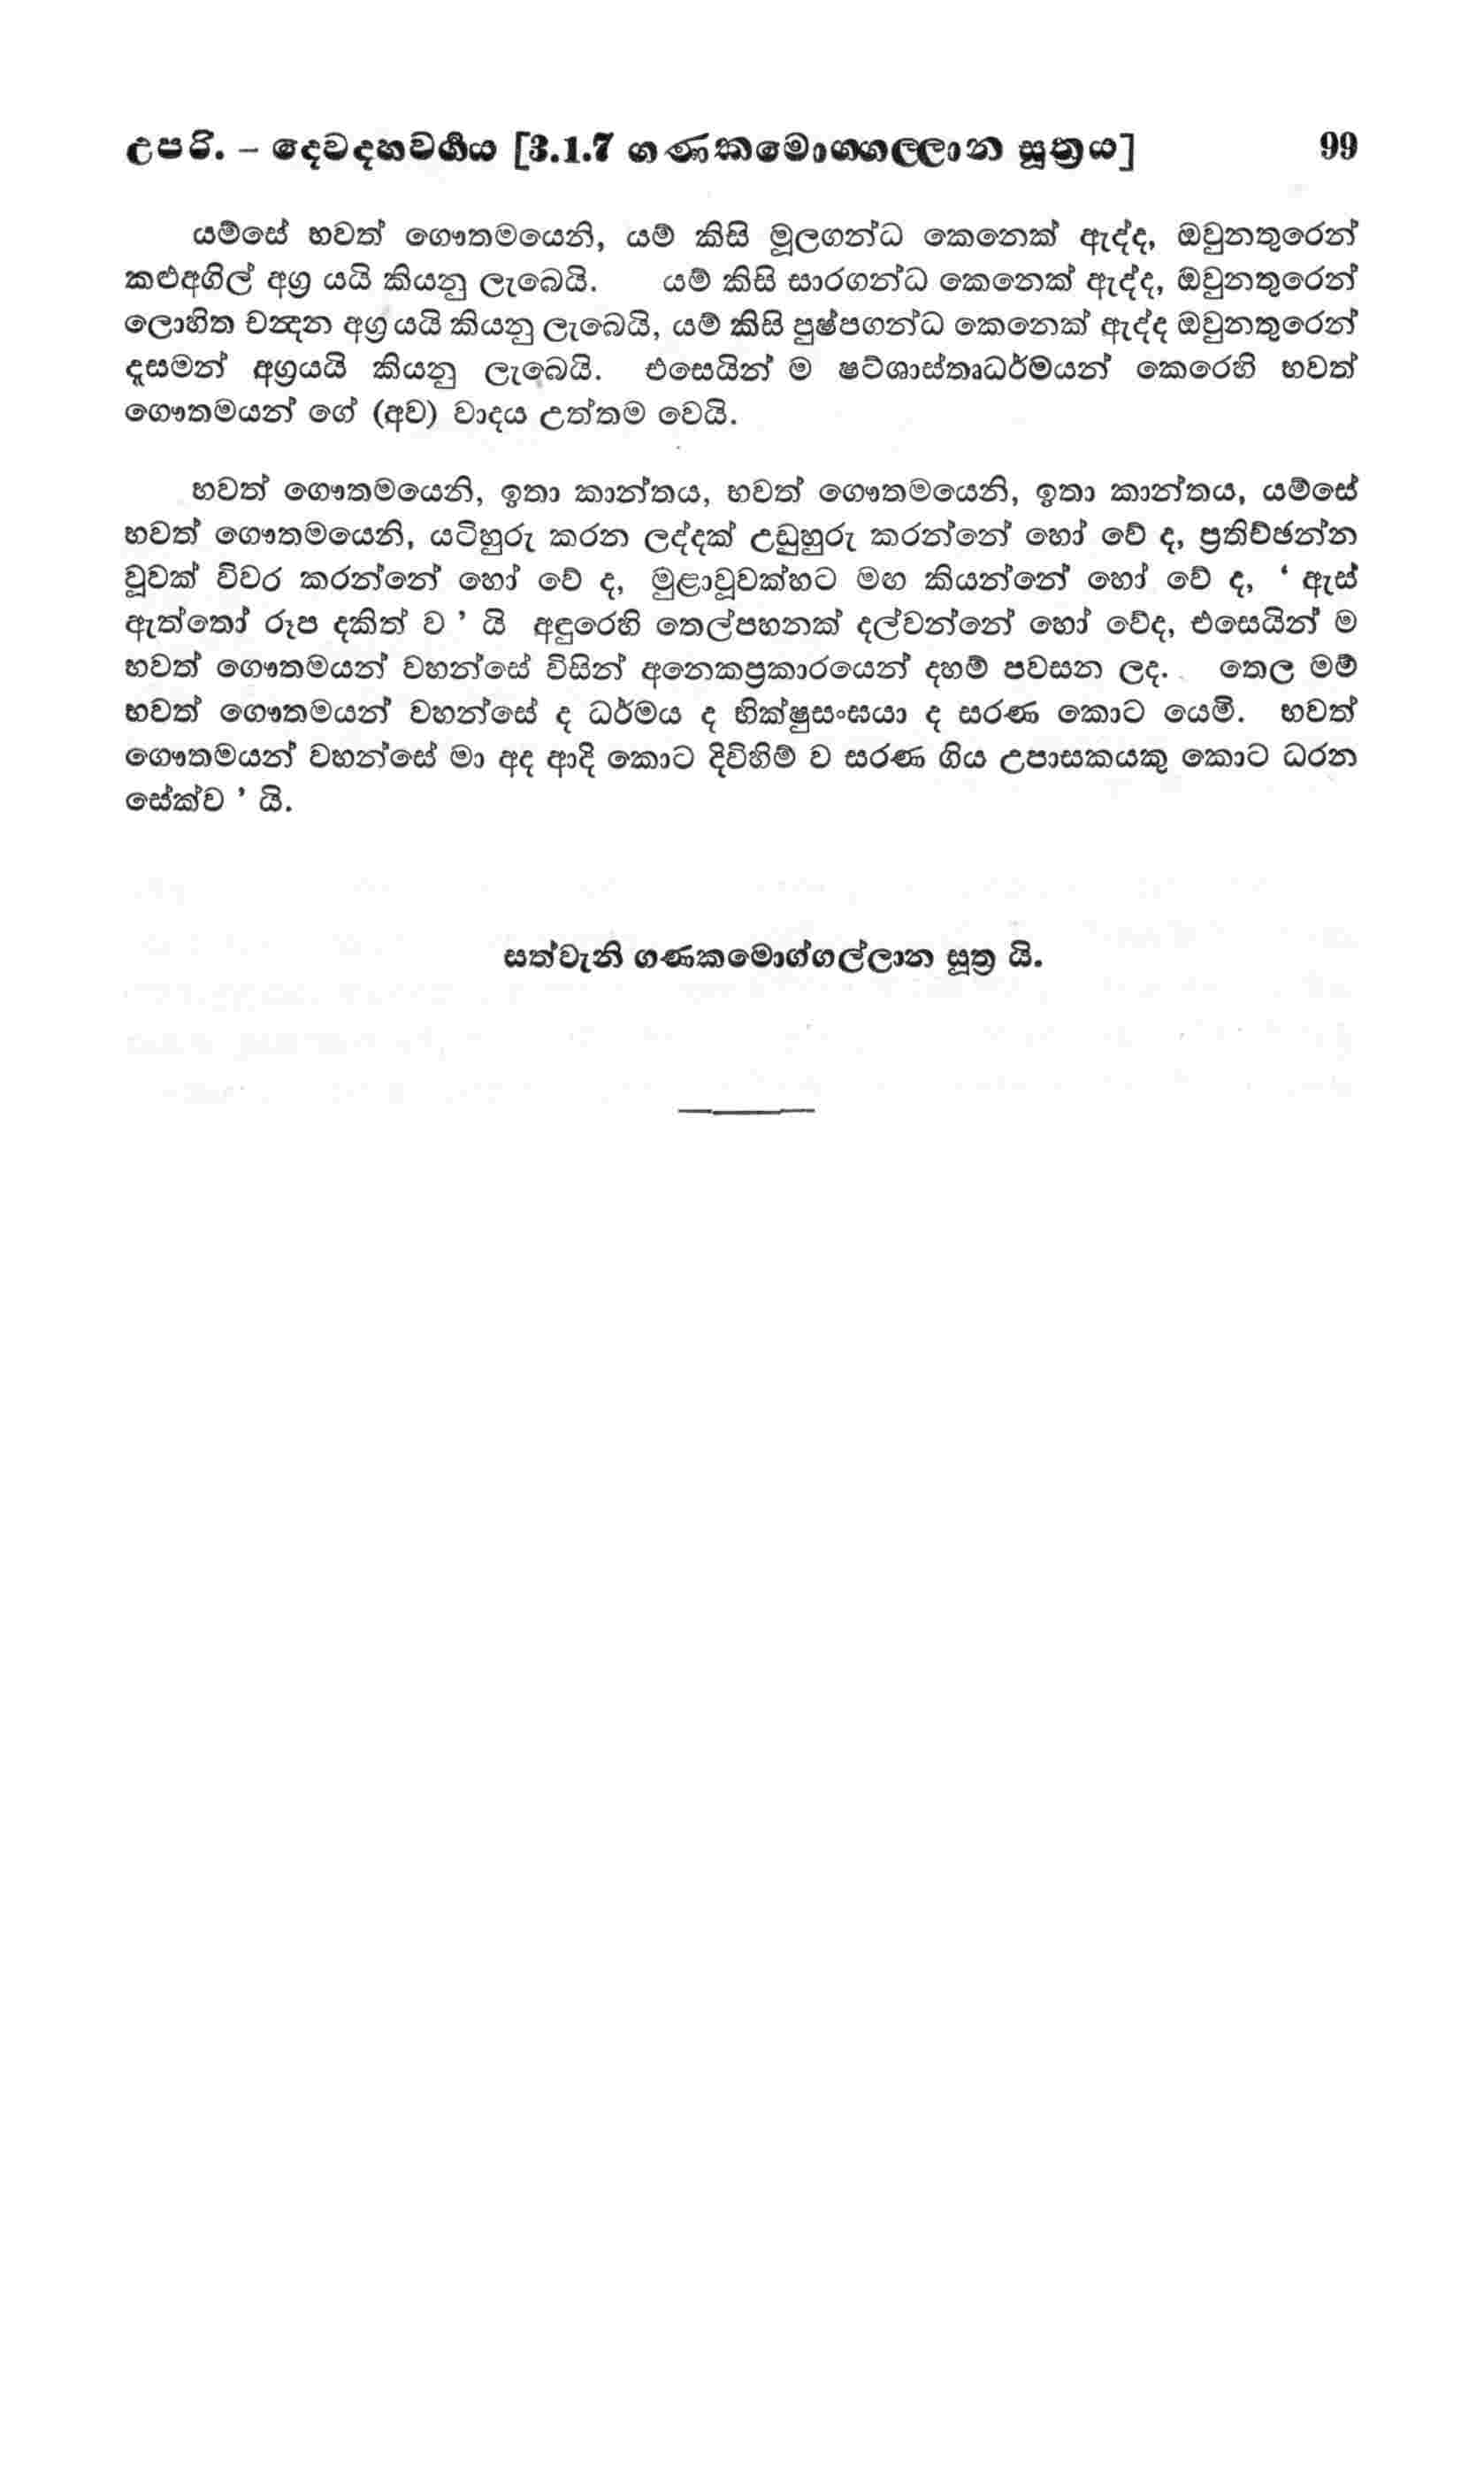 උපරි. – දෙවදහවර්ගය [3.1.7 ගණකමොග්ගල්ලාන සූත්‍රය] 99
යම්සේ භවත් ගෞතමයෙනි, යම් කිසි මූලගන්ධ කෙනෙක් ඇද්ද, ඔවුනතුරෙන්
කළුඅගිල් අග්‍ර යයි කියනු ලැබෙයි. යම් කිසි සාරගන්ධ කෙනෙක් ඇද්ද, ඔවුනතුරෙන්
ලොහිත චන්‍දන අග්‍ර යයි කියනු ලැබෙයි, යම් කිසි පුෂ්පගන්ධ කෙනෙක් ඇද්ද ඔවුනතුරෙන්
දෑසමන් අග්‍රයයි කියනු ලැබෙයි. එසෙයින් ම ෂට්ශාස්තෘධර්මයන් කෙරෙහි භවත්
ගෞතමයන් ගේ (අව) වාදය උත්තම වෙයි.
භවත් ගෞතමයෙනි, ඉතා කාන්තය, භවත් ගෞතමයෙනි, ඉතා කාන්තය, යම්සේ
භවත් ගෞතමයෙනි, යටිහුරු කරන ලද්දක් උඩුහුරු කරන්නේ හෝ වේ ද, ප්‍රතිච්ඡන්න
වූවක් විවර කරන්නේ හෝ වේ ද, මුළාවූවක්හට මඟ කියන්නේ හෝ වේ ද, ‘ ඇස්
ඇත්තෝ රූප දකිත් ව ’ යි අඳුරෙහි තෙල්පහනක් දල්වන්නේ හෝ වේද, එසෙයින් ම
භවත් ගෞතමයන් වහන්සේ විසින් අනෙකප්‍රකාරයෙන් දහම් පවසන ලද. තෙල මම්
භවත් ගෞතමයන් වහන්සේ ද ධර්මය ද භික්ෂුසංඝයා ද සරණ කොට යෙමි. භවත්
ගෞතමයන් වහන්සේ මා අද ආදි කොට දිවිහිම් ව සරණ ගිය උපාසකයකු කොට ධරන
සේක්ව ’ යි.
සත්වැනි ගණකමොග්ගල්ලාන සූත්‍ර යි.